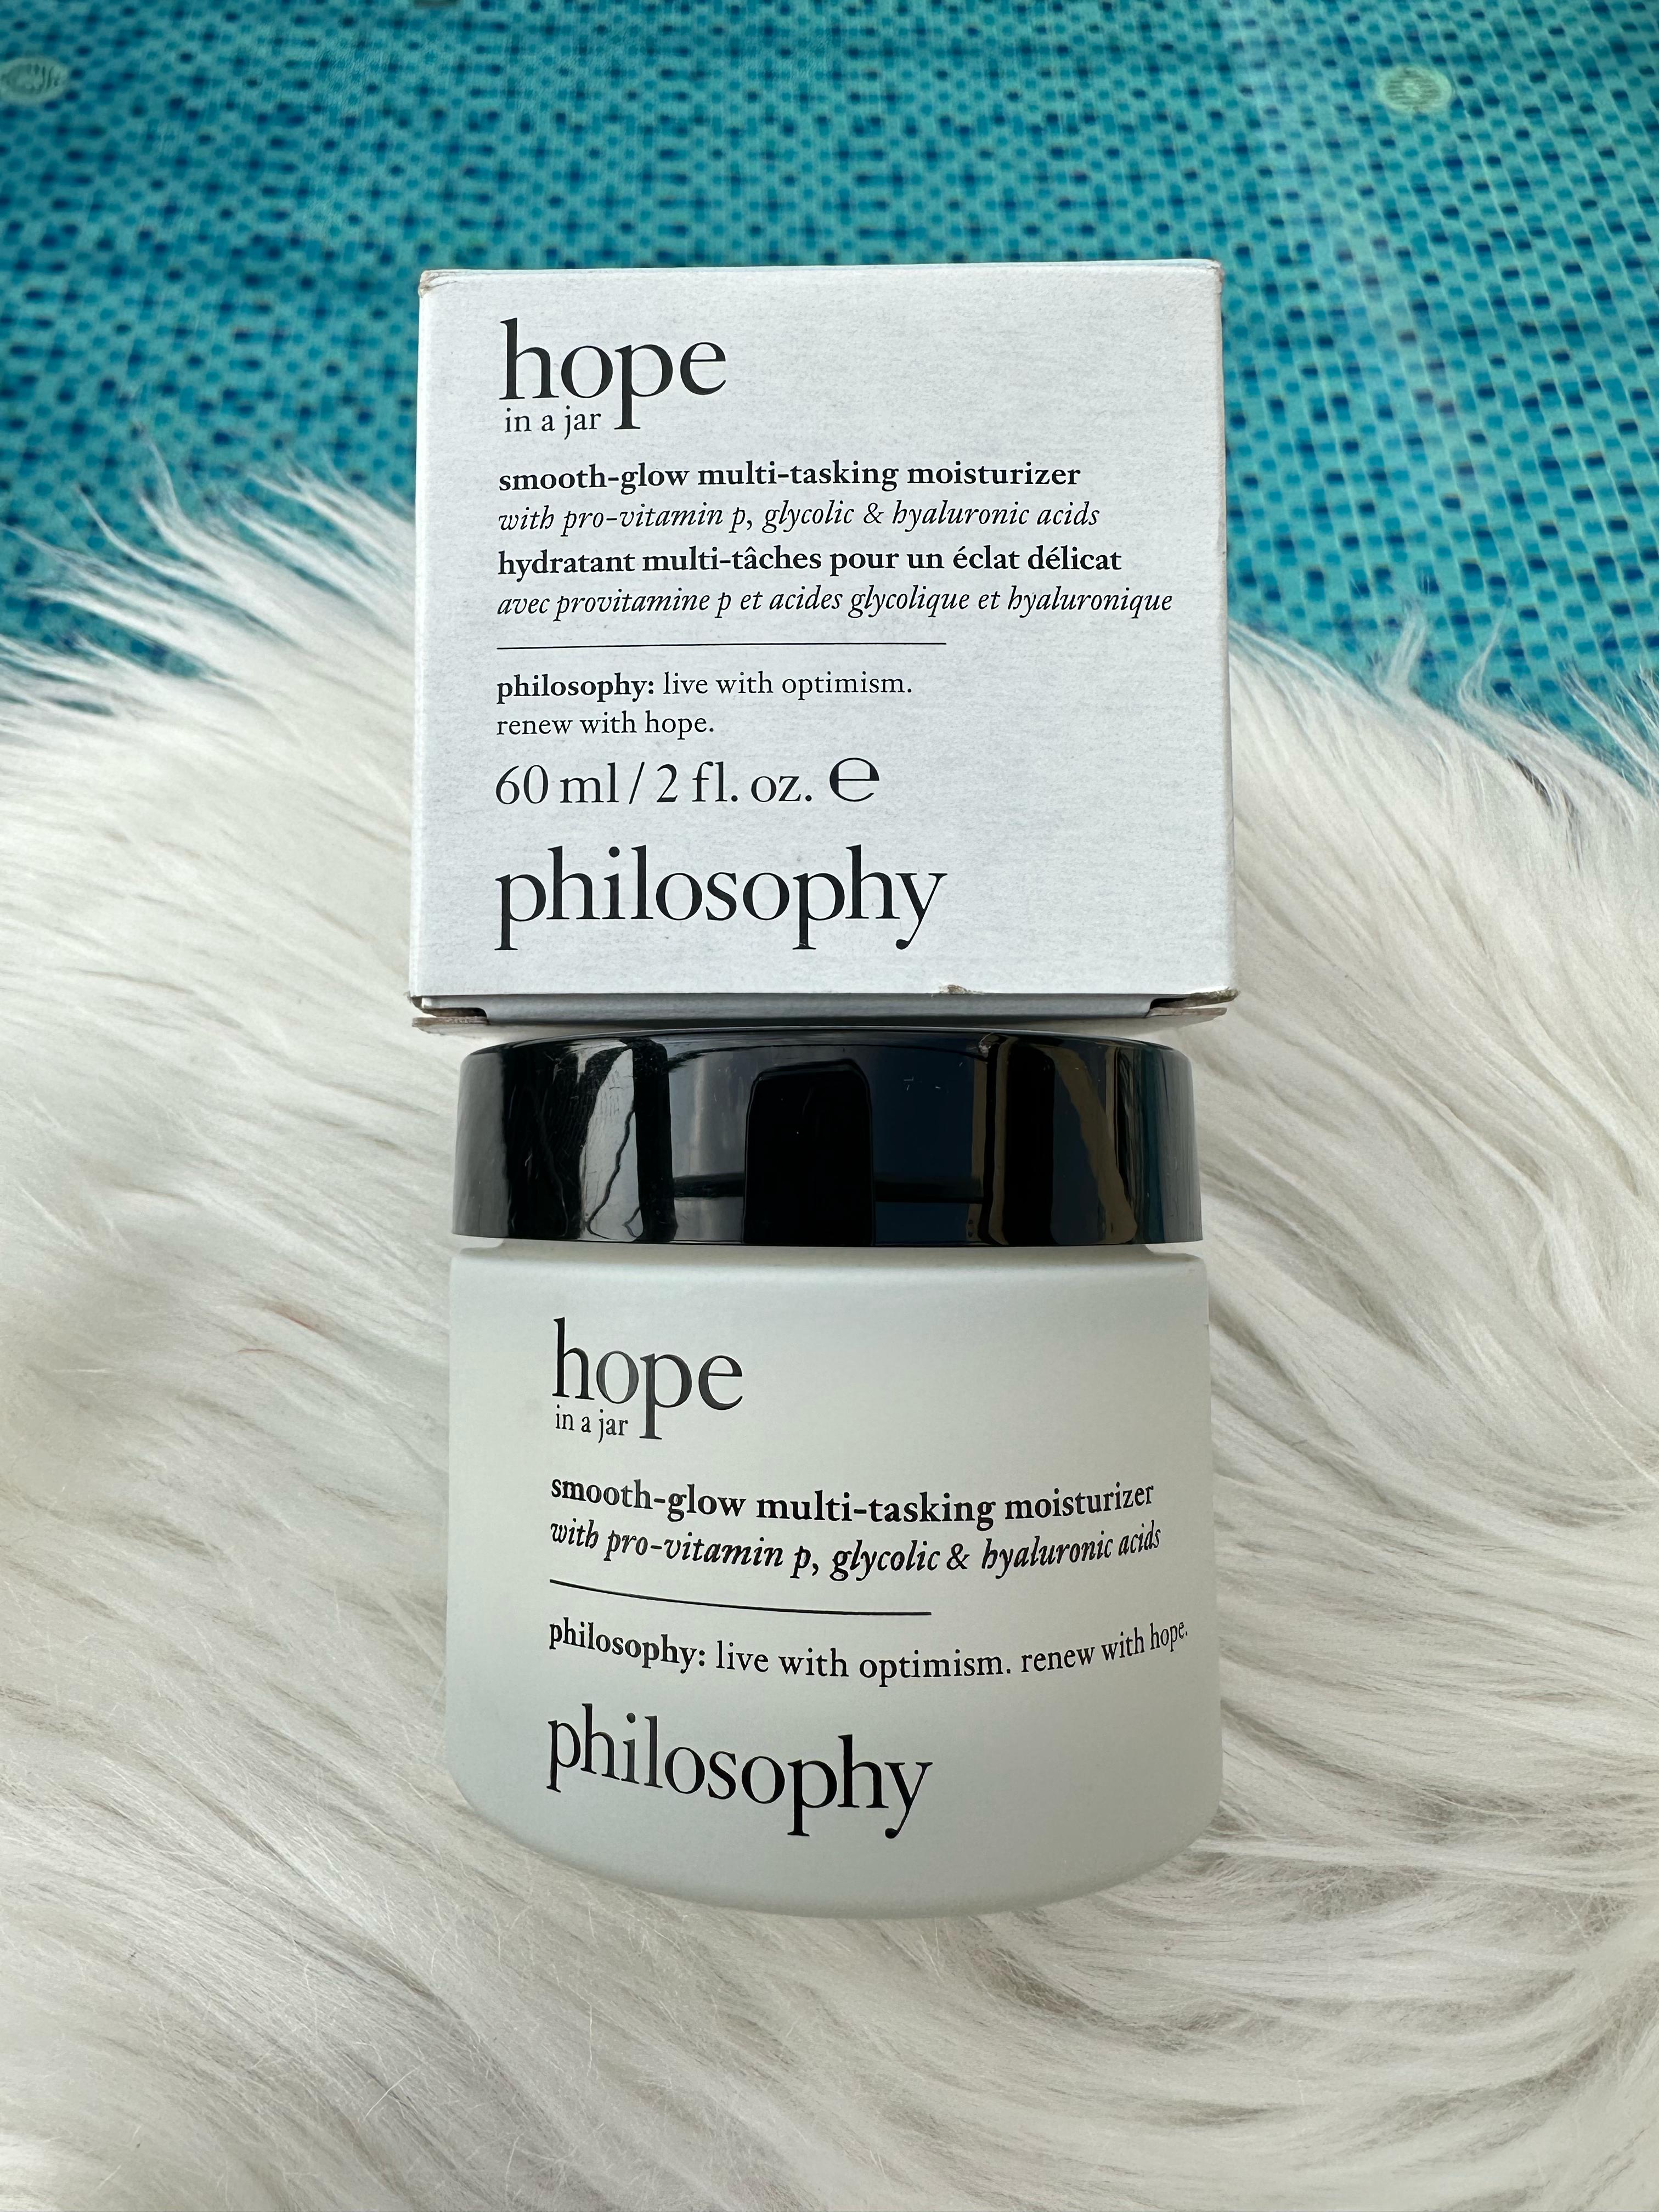 hope
in a jar
smooth-glow multi-tasking moisturizer
with pro-vitamin p, glycolic & hyaluronic acids
hydratant multi-tâches pour un éclat délicat
avec provitamine p et acides glycolique et hyaluronique
philosophy: live with optimism.
renew with hope.
60 ml / 2 fl. oz. ℮
philosophy
hope
in a jar
smooth-glow multi-tasking moisturizer
with pro-vitamin p, glycolic & hyaluronic acids
philosophy: live with optimism. renew with hope.
philosophy